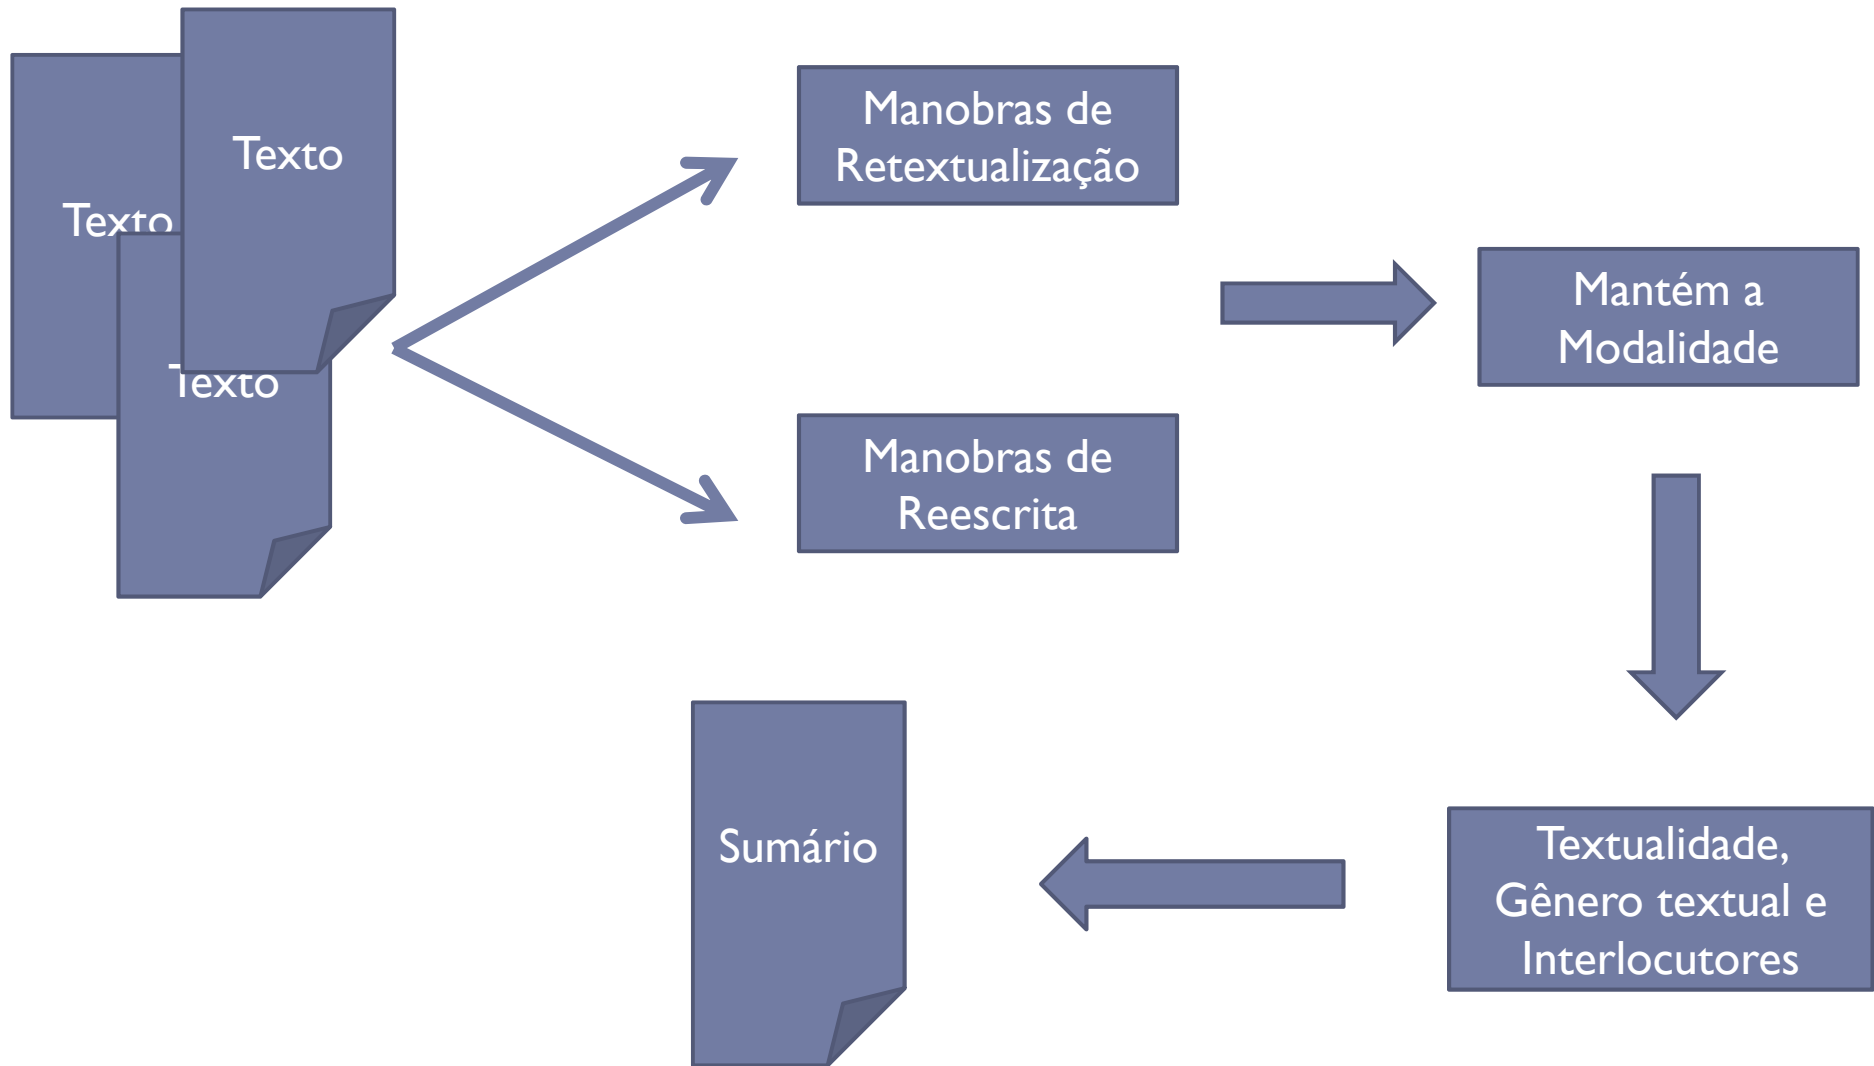 Texto
Texto
Texto
Manobras de
Retextualização
Manobras de
Reescrita
Mantém a
Modalidade
Textualidade,
Gênero textual e
Interlocutores
Sumário